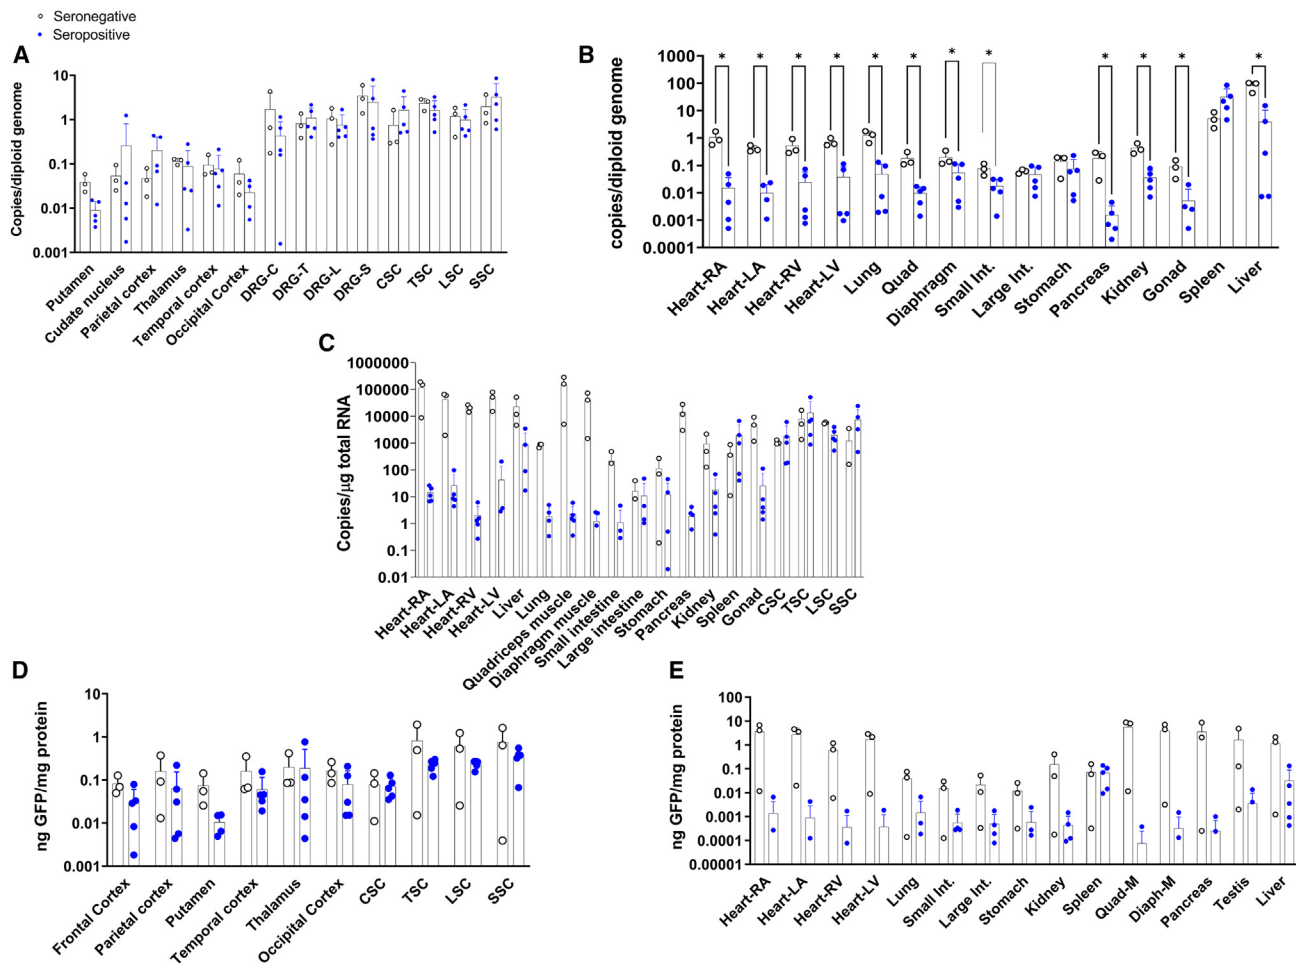 Seronegative
Seropositive
A
Copies/diploid genome
10
1
0.1
0.01
0.001
Putamen
Cudate nucleus
Parietal cortex
Thalamus
Temporal cortex
Occipital Cortex
DRG-C
DRG-T
DRG-L
DRG-S
CSC
TSC
LSC
SSC
B
copies/diploid genome
1000
100
10
1
0.1
0.01
0.001
0.0001
* * * * * * * * * * * *
Heart-RA
Heart-LA
Heart-RV
Heart-LV
Lung
Quad
Diaphragm
Small Int.
Large Int.
Stomach
Pancreas
Kidney
Gonad
Spleen
Liver
C
Copies/µg total RNA
1000000
100000
10000
1000
100
10
1
0.1
0.01
Heart-RA
Heart-LA
Heart-RV
Heart-LV
Liver
Lung
Quadriceps muscle
Diaphragm muscle
Small intestine
Large intestine
Stomach
Pancreas
Kidney
Spleen
Gonad
CSC
TSC
LSC
SSC
D
ng GFP/mg protein
10
1
0.1
0.01
0.001
Frontal Cortex
Parietal cortex
Putamen
Temporal cortex
Thalamus
Occipital Cortex
CSC
TSC
LSC
SSC
E
ng GFP/mg protein
100
10
1
0.1
0.01
0.001
0.0001
0.00001
Heart-RA
Heart-LA
Heart-RV
Heart-LV
Lung
Small Int.
Large Int.
Stomach
Kidney
Spleen
Quad-M
Diaph-M
Pancreas
Testis
Liver